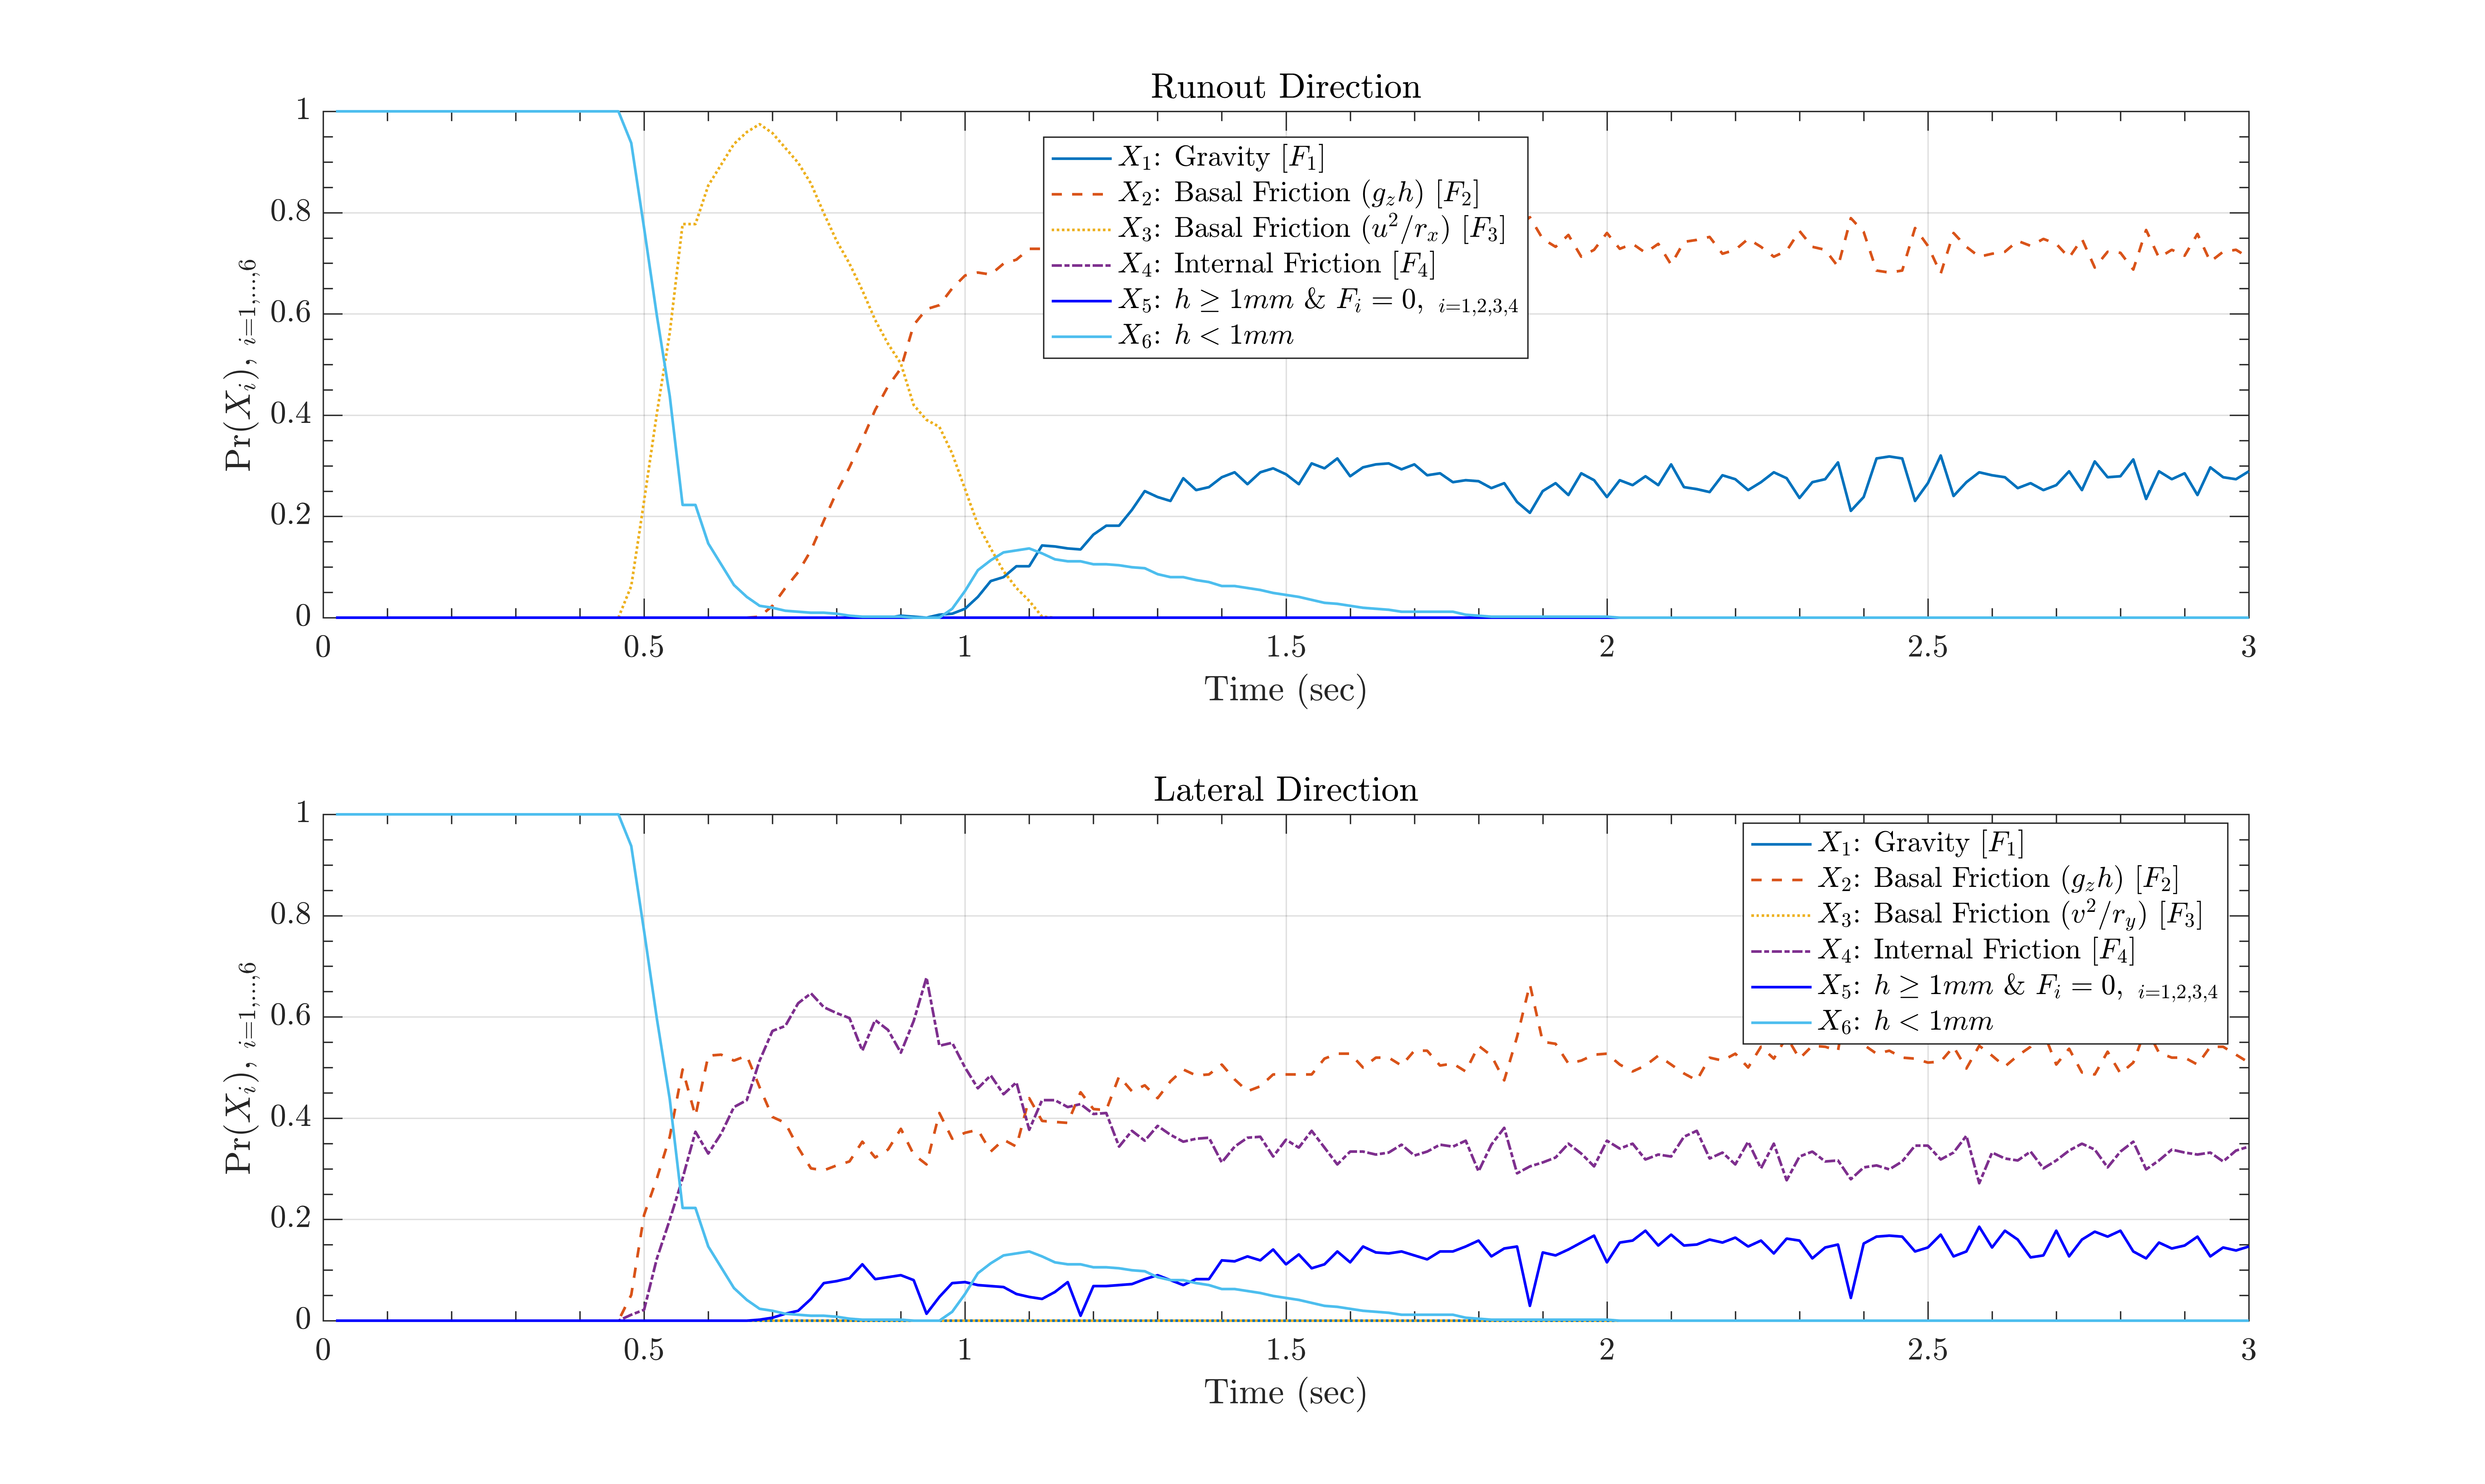 Runout Direction
1
0.8
0.6
0.4
0.2
0
Pr(X_i), i=1,...,6
X_1: Gravity [F_1]
X_2: Basal Friction (g_z h) [F_2]
X_3: Basal Friction (u^2/r_x) [F_3]
X_4: Internal Friction [F_4]
X_5: h ≥ 1mm & F_i = 0, i=1,2,3,4
X_6: h < 1mm
0 0.5 1 1.5 2 2.5 3
Time (sec)
Lateral Direction
1
0.8
0.6
0.4
0.2
0
Pr(X_i), i=1,...,6
X_1: Gravity [F_1]
X_2: Basal Friction (g_z h) [F_2]
X_3: Basal Friction (v^2/r_y) [F_3]
X_4: Internal Friction [F_4]
X_5: h ≥ 1mm & F_i = 0, i=1,2,3,4
X_6: h < 1mm
0 0.5 1 1.5 2 2.5 3
Time (sec)